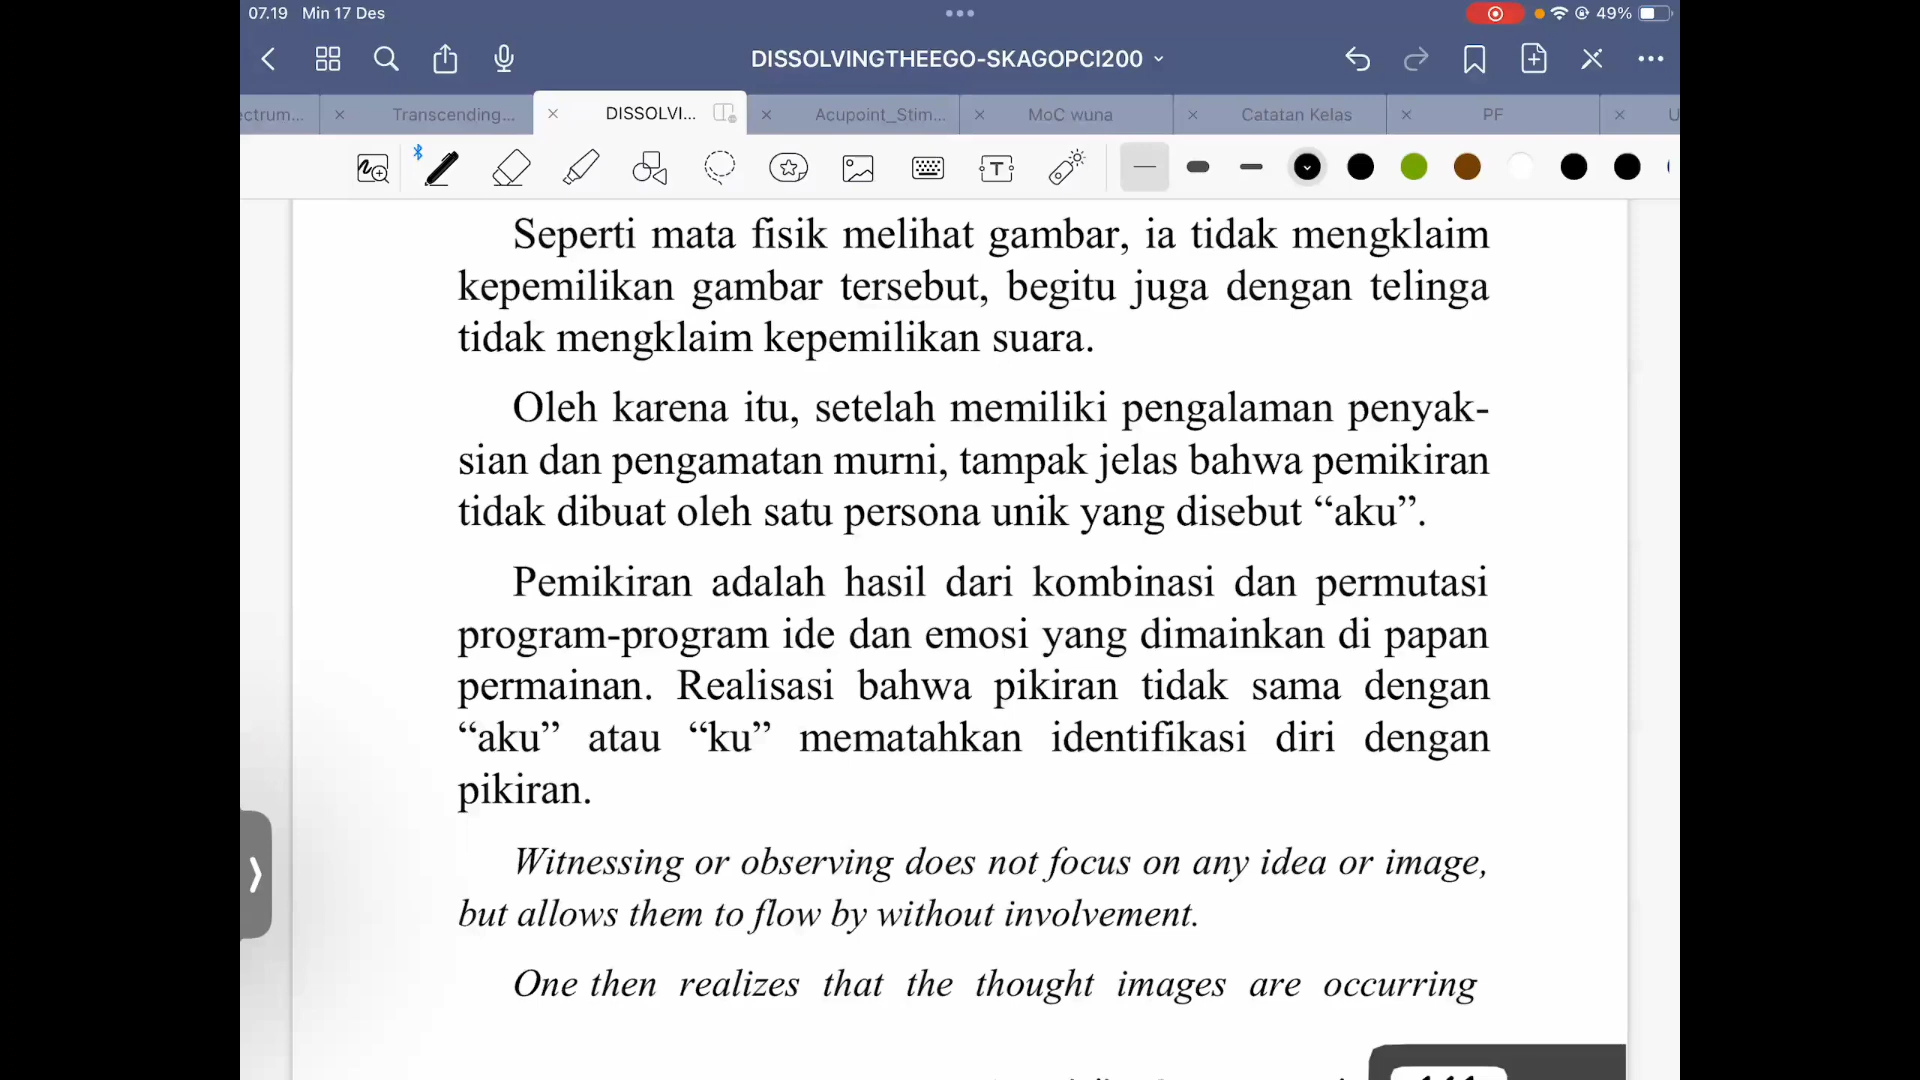 07.19 Min 17 Des
49%
DISSOLVINGTHEEGO-SKAGOPCI200
ectrum...
Transcending...
DISSOLVI...
Acupoint_Stim...
MoC wuna
Catatan Kelas
PF
U
Seperti mata fisik melihat gambar, ia tidak mengklaim
kepemilikan gambar tersebut, begitu juga dengan telinga
tidak mengklaim kepemilikan suara.
Oleh karena itu, setelah memiliki pengalaman penyak-
sian dan pengamatan murni, tampak jelas bahwa pemikiran
tidak dibuat oleh satu persona unik yang disebut “aku”.
Pemikiran adalah hasil dari kombinasi dan permutasi
program-program ide dan emosi yang dimainkan di papan
permainan. Realisasi bahwa pikiran tidak sama dengan
“aku” atau “ku” mematahkan identifikasi diri dengan
pikiran.
Witnessing or observing does not focus on any idea or image,
but allows them to flow by without involvement.
One then realizes that the thought images are occurring